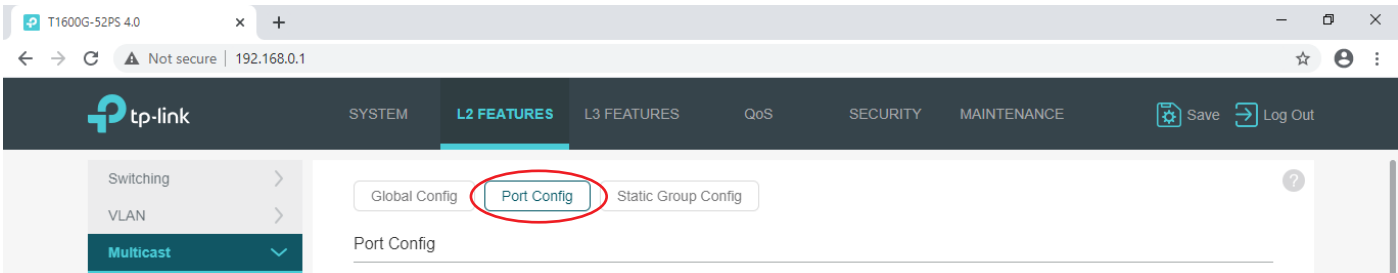 T1600G-52PS 4.0
Not secure | 192.168.0.1
tp-link SYSTEM L2 FEATURES L3 FEATURES QoS SECURITY MAINTENANCE Save Log Out
Switching
Global Config Port Config Static Group Config
VLAN
Port Config
Multicast